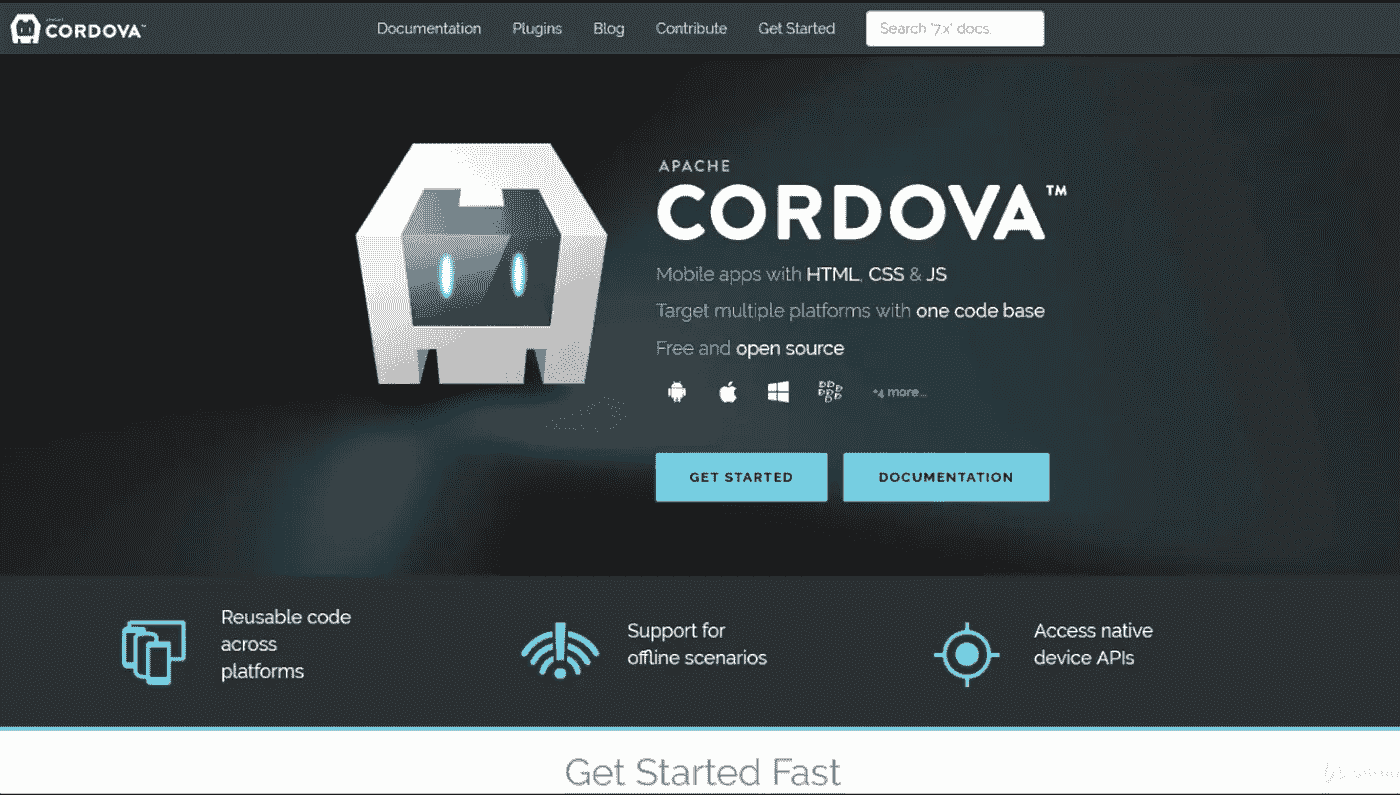 CORDOVA™
Documentation Plugins Blog Contribute Get Started Search '7.x' docs.
APACHE
CORDOVA™
Mobile apps with HTML, CSS & JS
Target multiple platforms with one code base
Free and open source
+4 more...
GET STARTED DOCUMENTATION
Reusable code
across
platforms
Support for
offline scenarios
Access native
device APIs
Get Started Fast